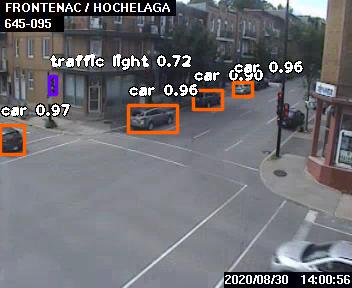 FRONTENAC / HOCHELAGA
645-095
traffic light 0.72
car 0.90
car 0.96
car 0.96
car 0.97
2020/08/30 14:00:56